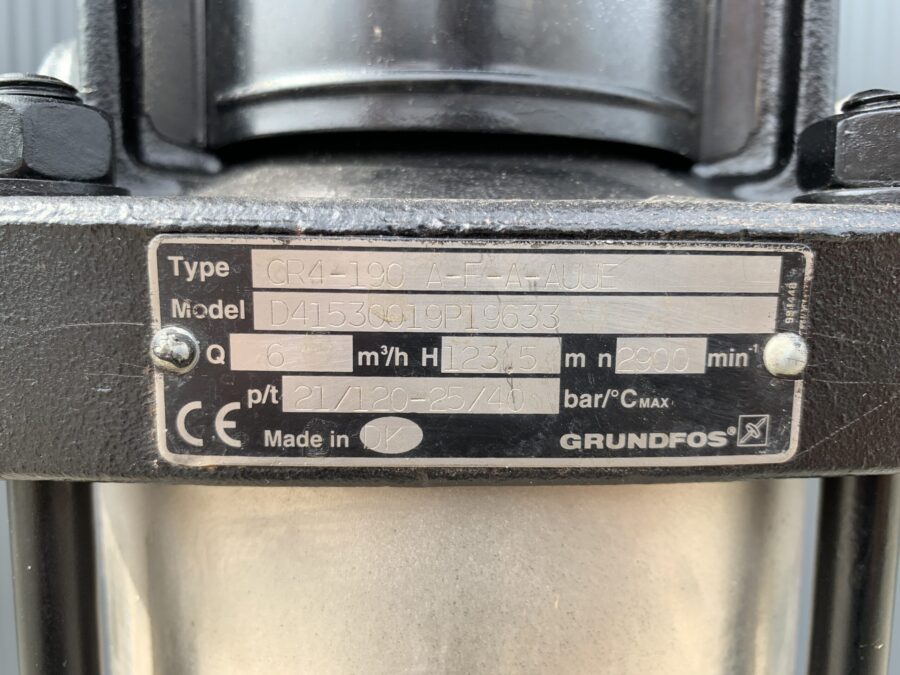 Type CR4-190 A-F-A-AUUE
Model D41530019P19633
Q 6 m³/h H 123,5 m n 2900 min⁻¹
p/t 21/120-25/40 bar/°C MAX
CE Made in DK GRUNDFOS®
981448